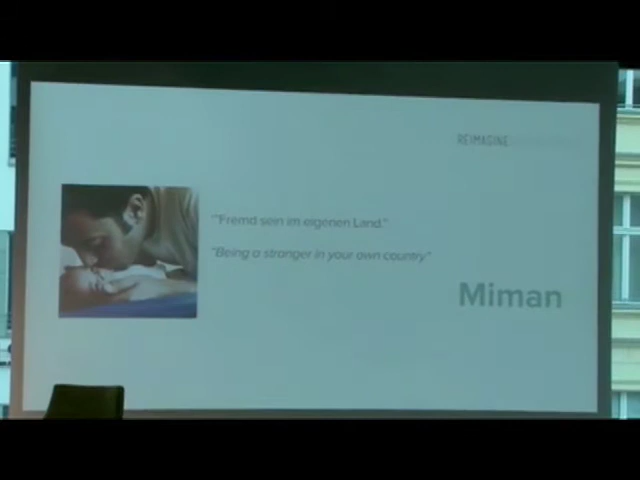 REIMAGINE
"Fremd sein im eigenen Land."
"Being a stranger in your own country"
Miman